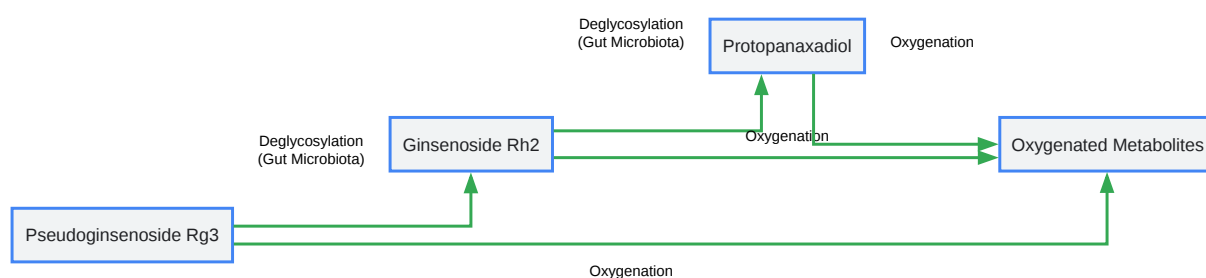 Deglycosylation
(Gut Microbiota)
Protopanaxadiol
Oxygenation
Deglycosylation
(Gut Microbiota)
Ginsenoside Rh2
Oxygenation
Oxygenated Metabolites
Pseudoginsenoside Rg3
Oxygenation